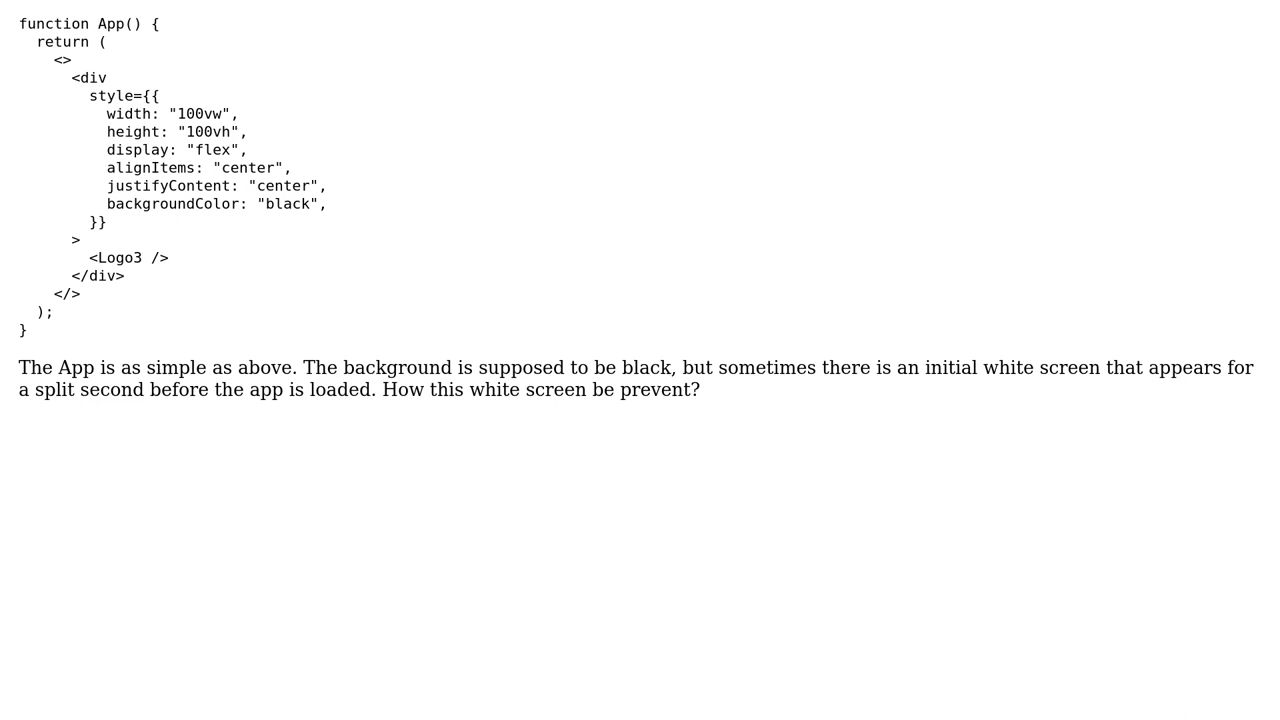 function App() {
  return (
    <>
      <div
        style={{
          width: "100vw",
          height: "100vh",
          display: "flex",
          alignItems: "center",
          justifyContent: "center",
          backgroundColor: "black",
        }}
      >
        <Logo3 />
      </div>
    </>
  );
}
The App is as simple as above. The background is supposed to be black, but sometimes there is an initial white screen that appears for
a split second before the app is loaded. How this white screen be prevent?